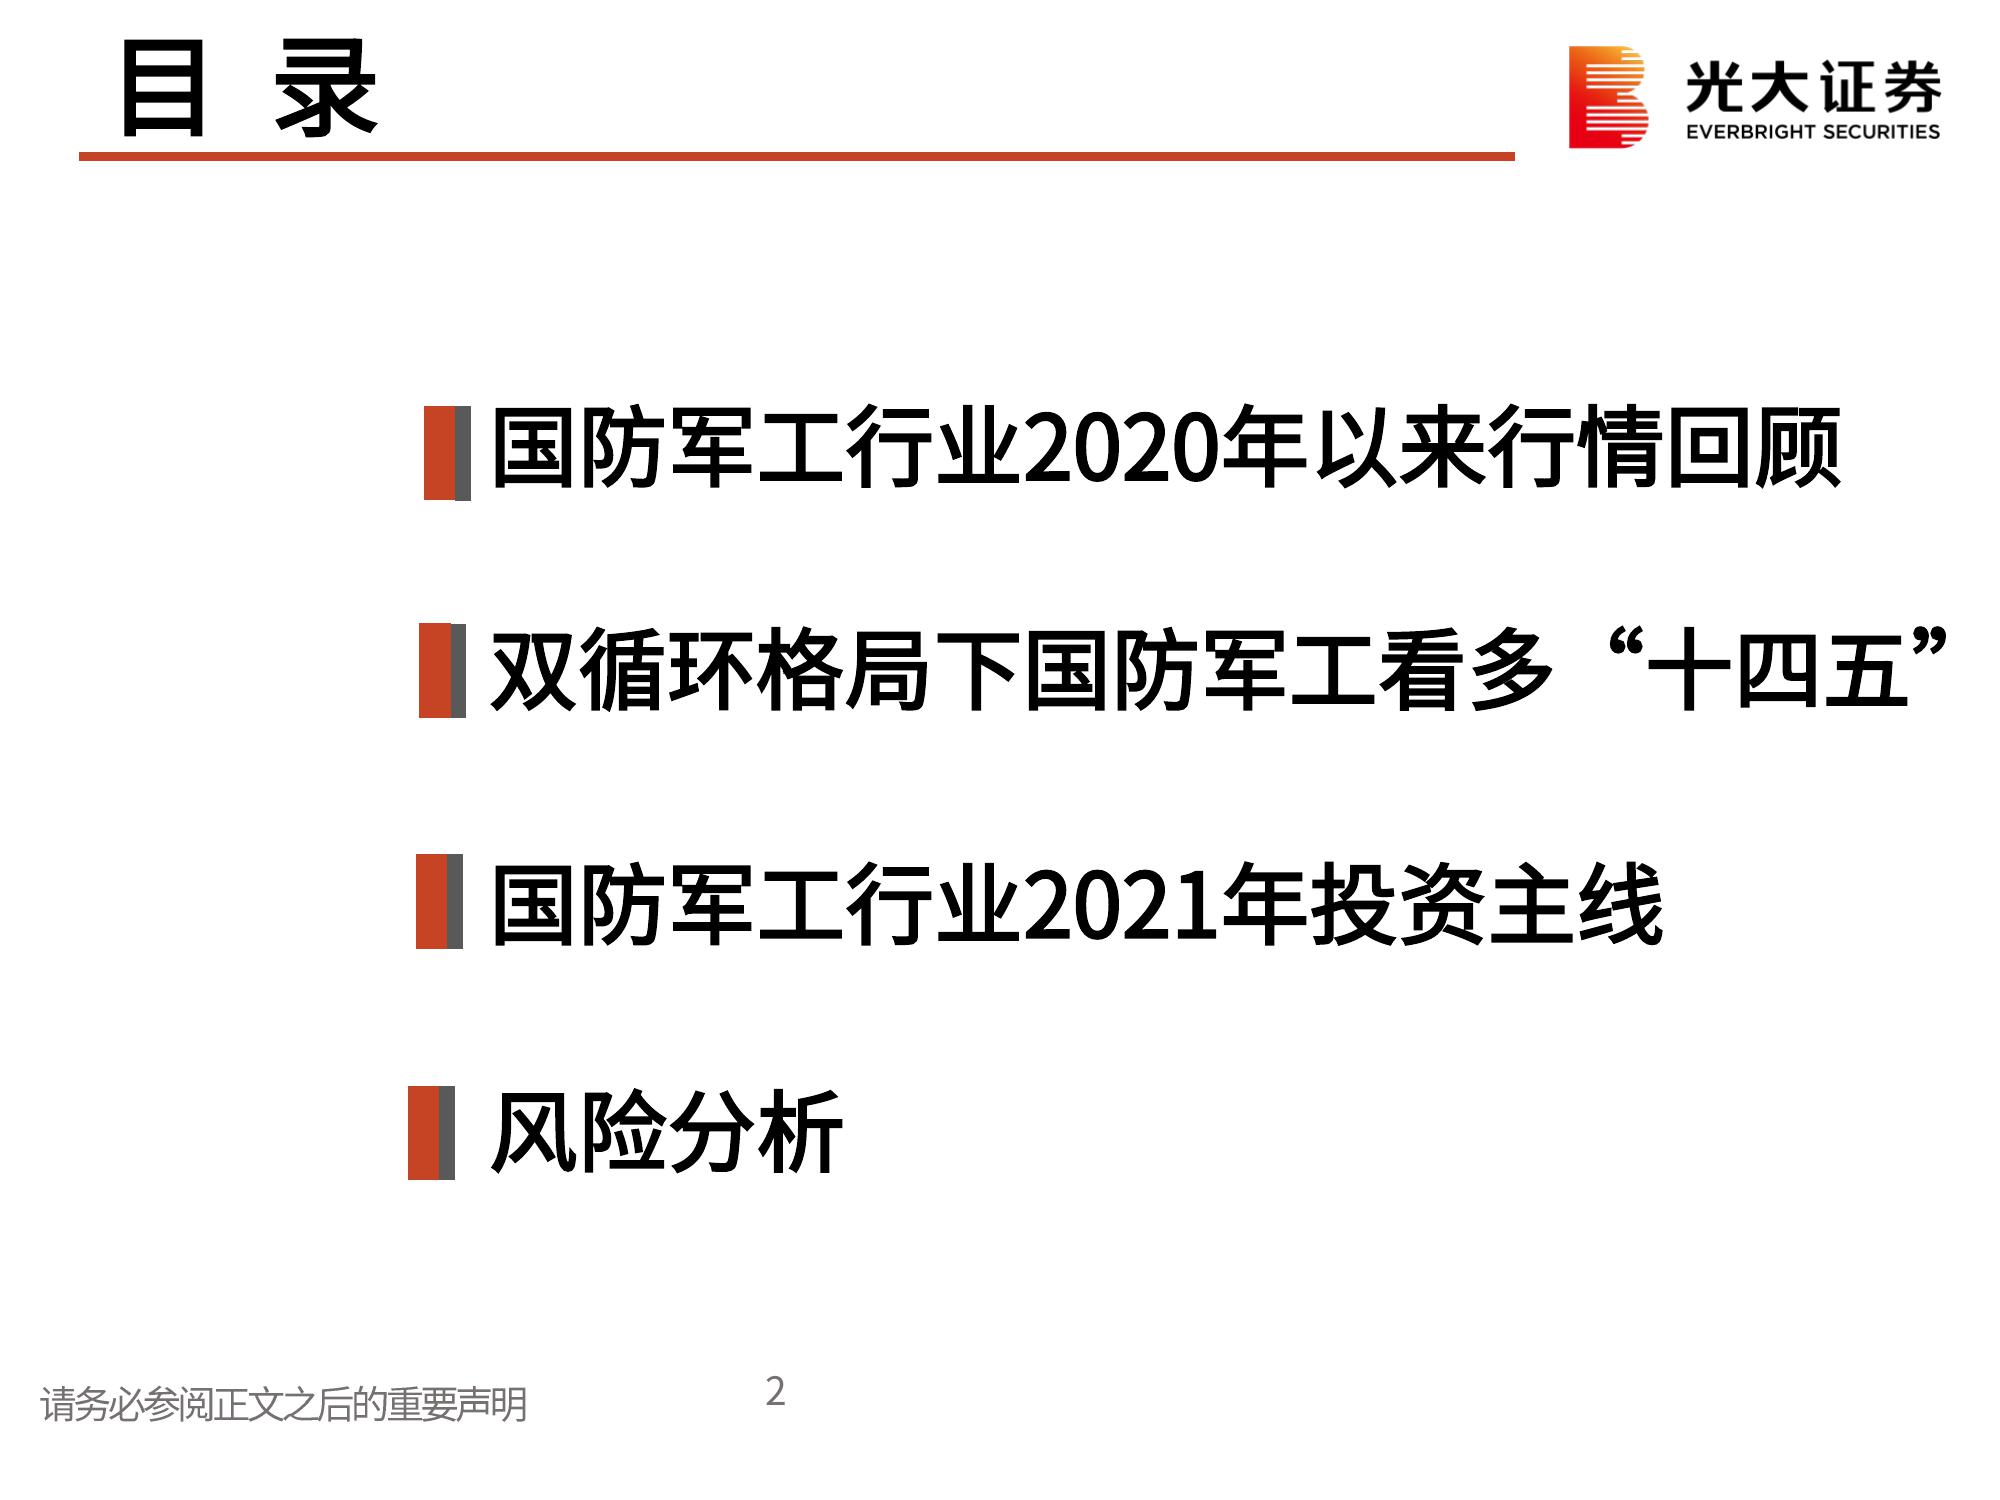 目 录
光大证券
EVERBRIGHT SECURITIES
国防军工行业2020年以来行情回顾
双循环格局下国防军工看多“十四五”
国防军工行业2021年投资主线
风险分析
请务必参阅正文之后的重要声明
2